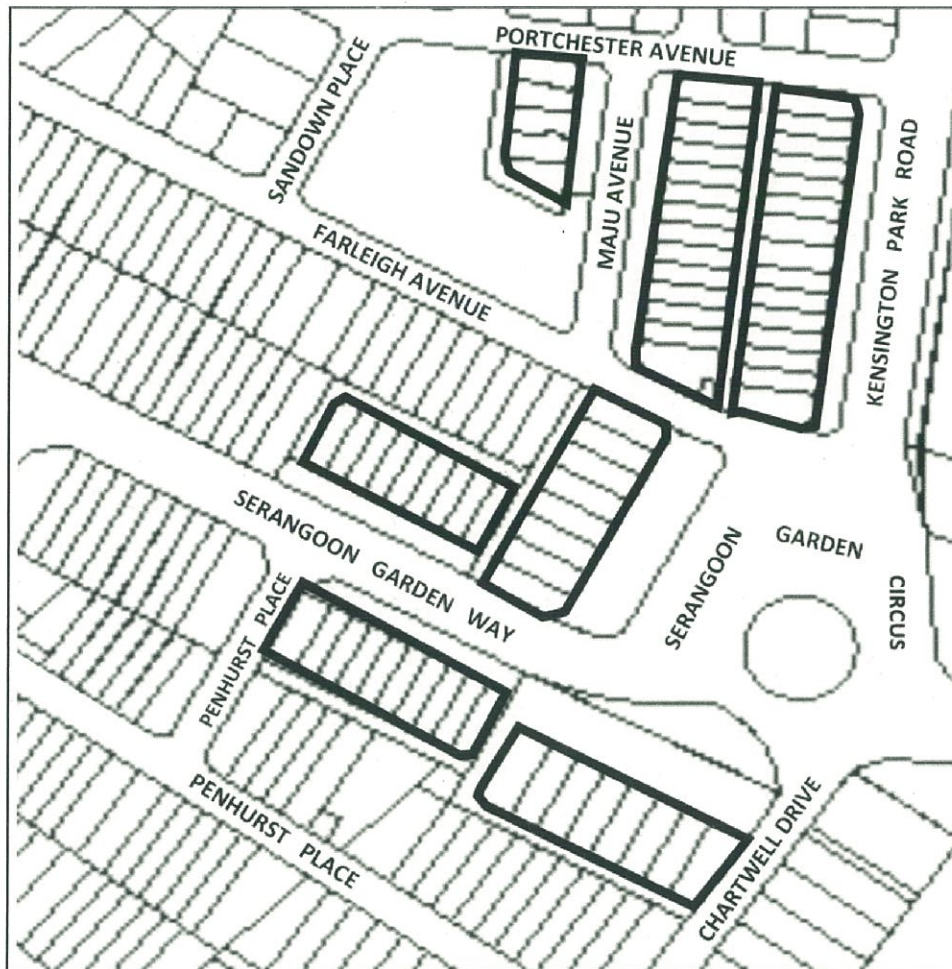 PORTCHESTER AVENUE
SANDOWN PLACE
MAJU AVENUE
KENSINGTON PARK ROAD
FARLEIGH AVENUE
SERANGOON GARDEN WAY
SERANGOON GARDEN CIRCUS
PENHURST PLACE
PENHURST PLACE
CHARTWELL DRIVE